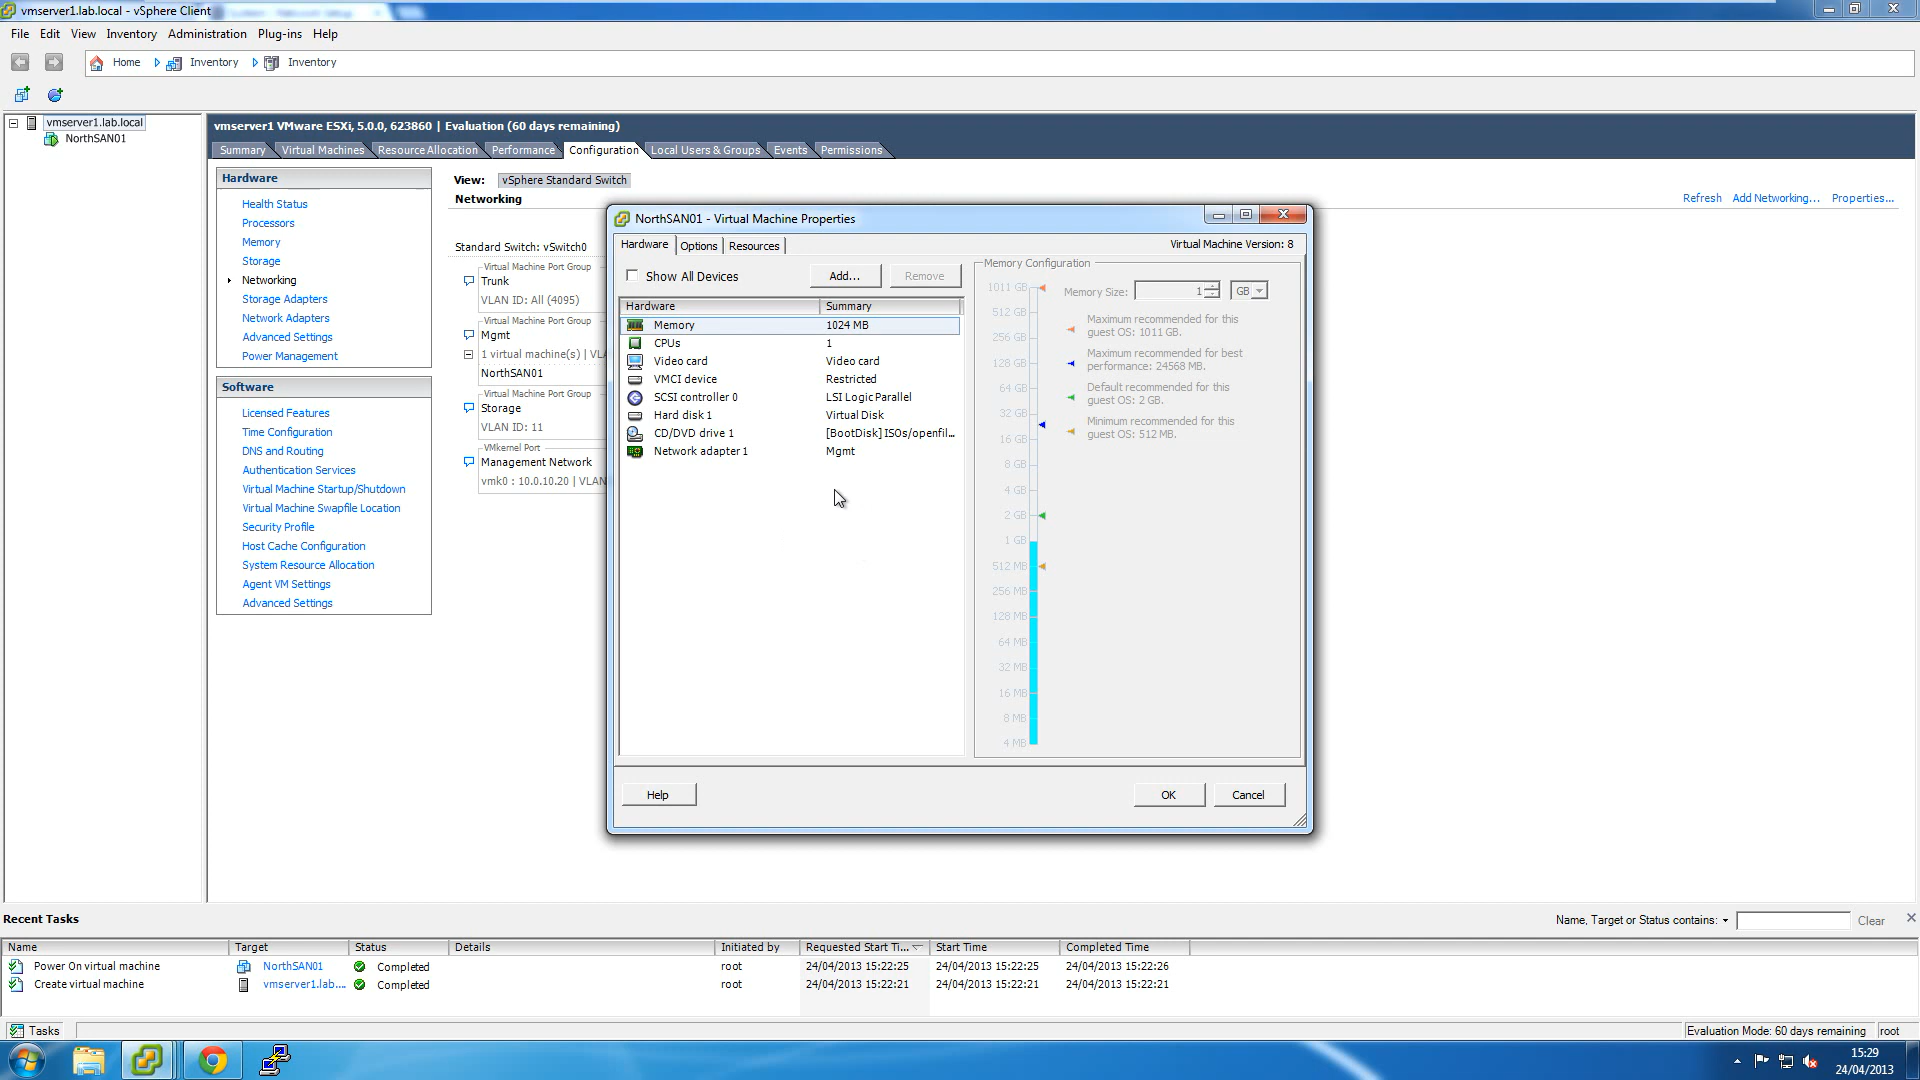 vmserver1.lab.local - vSphere Client
File Edit View Inventory Administration Plug-ins Help
Home Inventory Inventory
vmserver1.lab.local
NorthSAN01
vmserver1 VMware ESXi, 5.0.0, 623860 | Evaluation (60 days remaining)
Summary Virtual Machines Resource Allocation Performance Configuration Local Users & Groups Events Permissions
Hardware
Health Status
Processors
Memory
Storage
Networking
Storage Adapters
Network Adapters
Advanced Settings
Power Management
Software
Licensed Features
Time Configuration
DNS and Routing
Authentication Services
Virtual Machine Startup/Shutdown
Virtual Machine Swapfile Location
Security Profile
Host Cache Configuration
System Resource Allocation
Agent VM Settings
Advanced Settings
View: vSphere Standard Switch
Networking
Refresh Add Networking... Properties...
Standard Switch: vSwitch0
Virtual Machine Port Group
Trunk
VLAN ID: All (4095)
Virtual Machine Port Group
Mgmt
1 virtual machine(s) | VLA
NorthSAN01
Virtual Machine Port Group
Storage
VLAN ID: 11
VMkernel Port
Management Network
vmk0 : 10.0.10.20 | VLAN
NorthSAN01 - Virtual Machine Properties
Hardware Options Resources
Virtual Machine Version: 8
Show All Devices Add... Remove
Hardware Summary
Memory 1024 MB
CPUs 1
Video card Video card
VMCI device Restricted
SCSI controller 0 LSI Logic Parallel
Hard disk 1 Virtual Disk
CD/DVD drive 1 [BootDisk] ISOs/openfil...
Network adapter 1 Mgmt
Memory Configuration
1011 GB
512 GB
256 GB
128 GB
64 GB
32 GB
16 GB
8 GB
4 GB
2 GB
1 GB
512 MB
256 MB
128 MB
64 MB
32 MB
16 MB
8 MB
4 MB
Memory Size: 1 GB
Maximum recommended for this
guest OS: 1011 GB.
Maximum recommended for best
performance: 24568 MB.
Default recommended for this
guest OS: 2 GB.
Minimum recommended for this
guest OS: 512 MB.
Help OK Cancel
Recent Tasks
Name, Target or Status contains: Clear
Name Target Status Details Initiated by Requested Start Ti... Start Time Completed Time
Power On virtual machine NorthSAN01 Completed root 24/04/2013 15:22:25 24/04/2013 15:22:25 24/04/2013 15:22:26
Create virtual machine vmserver1.lab.... Completed root 24/04/2013 15:22:21 24/04/2013 15:22:21 24/04/2013 15:22:21
Tasks
Evaluation Mode: 60 days remaining root
15:29
24/04/2013